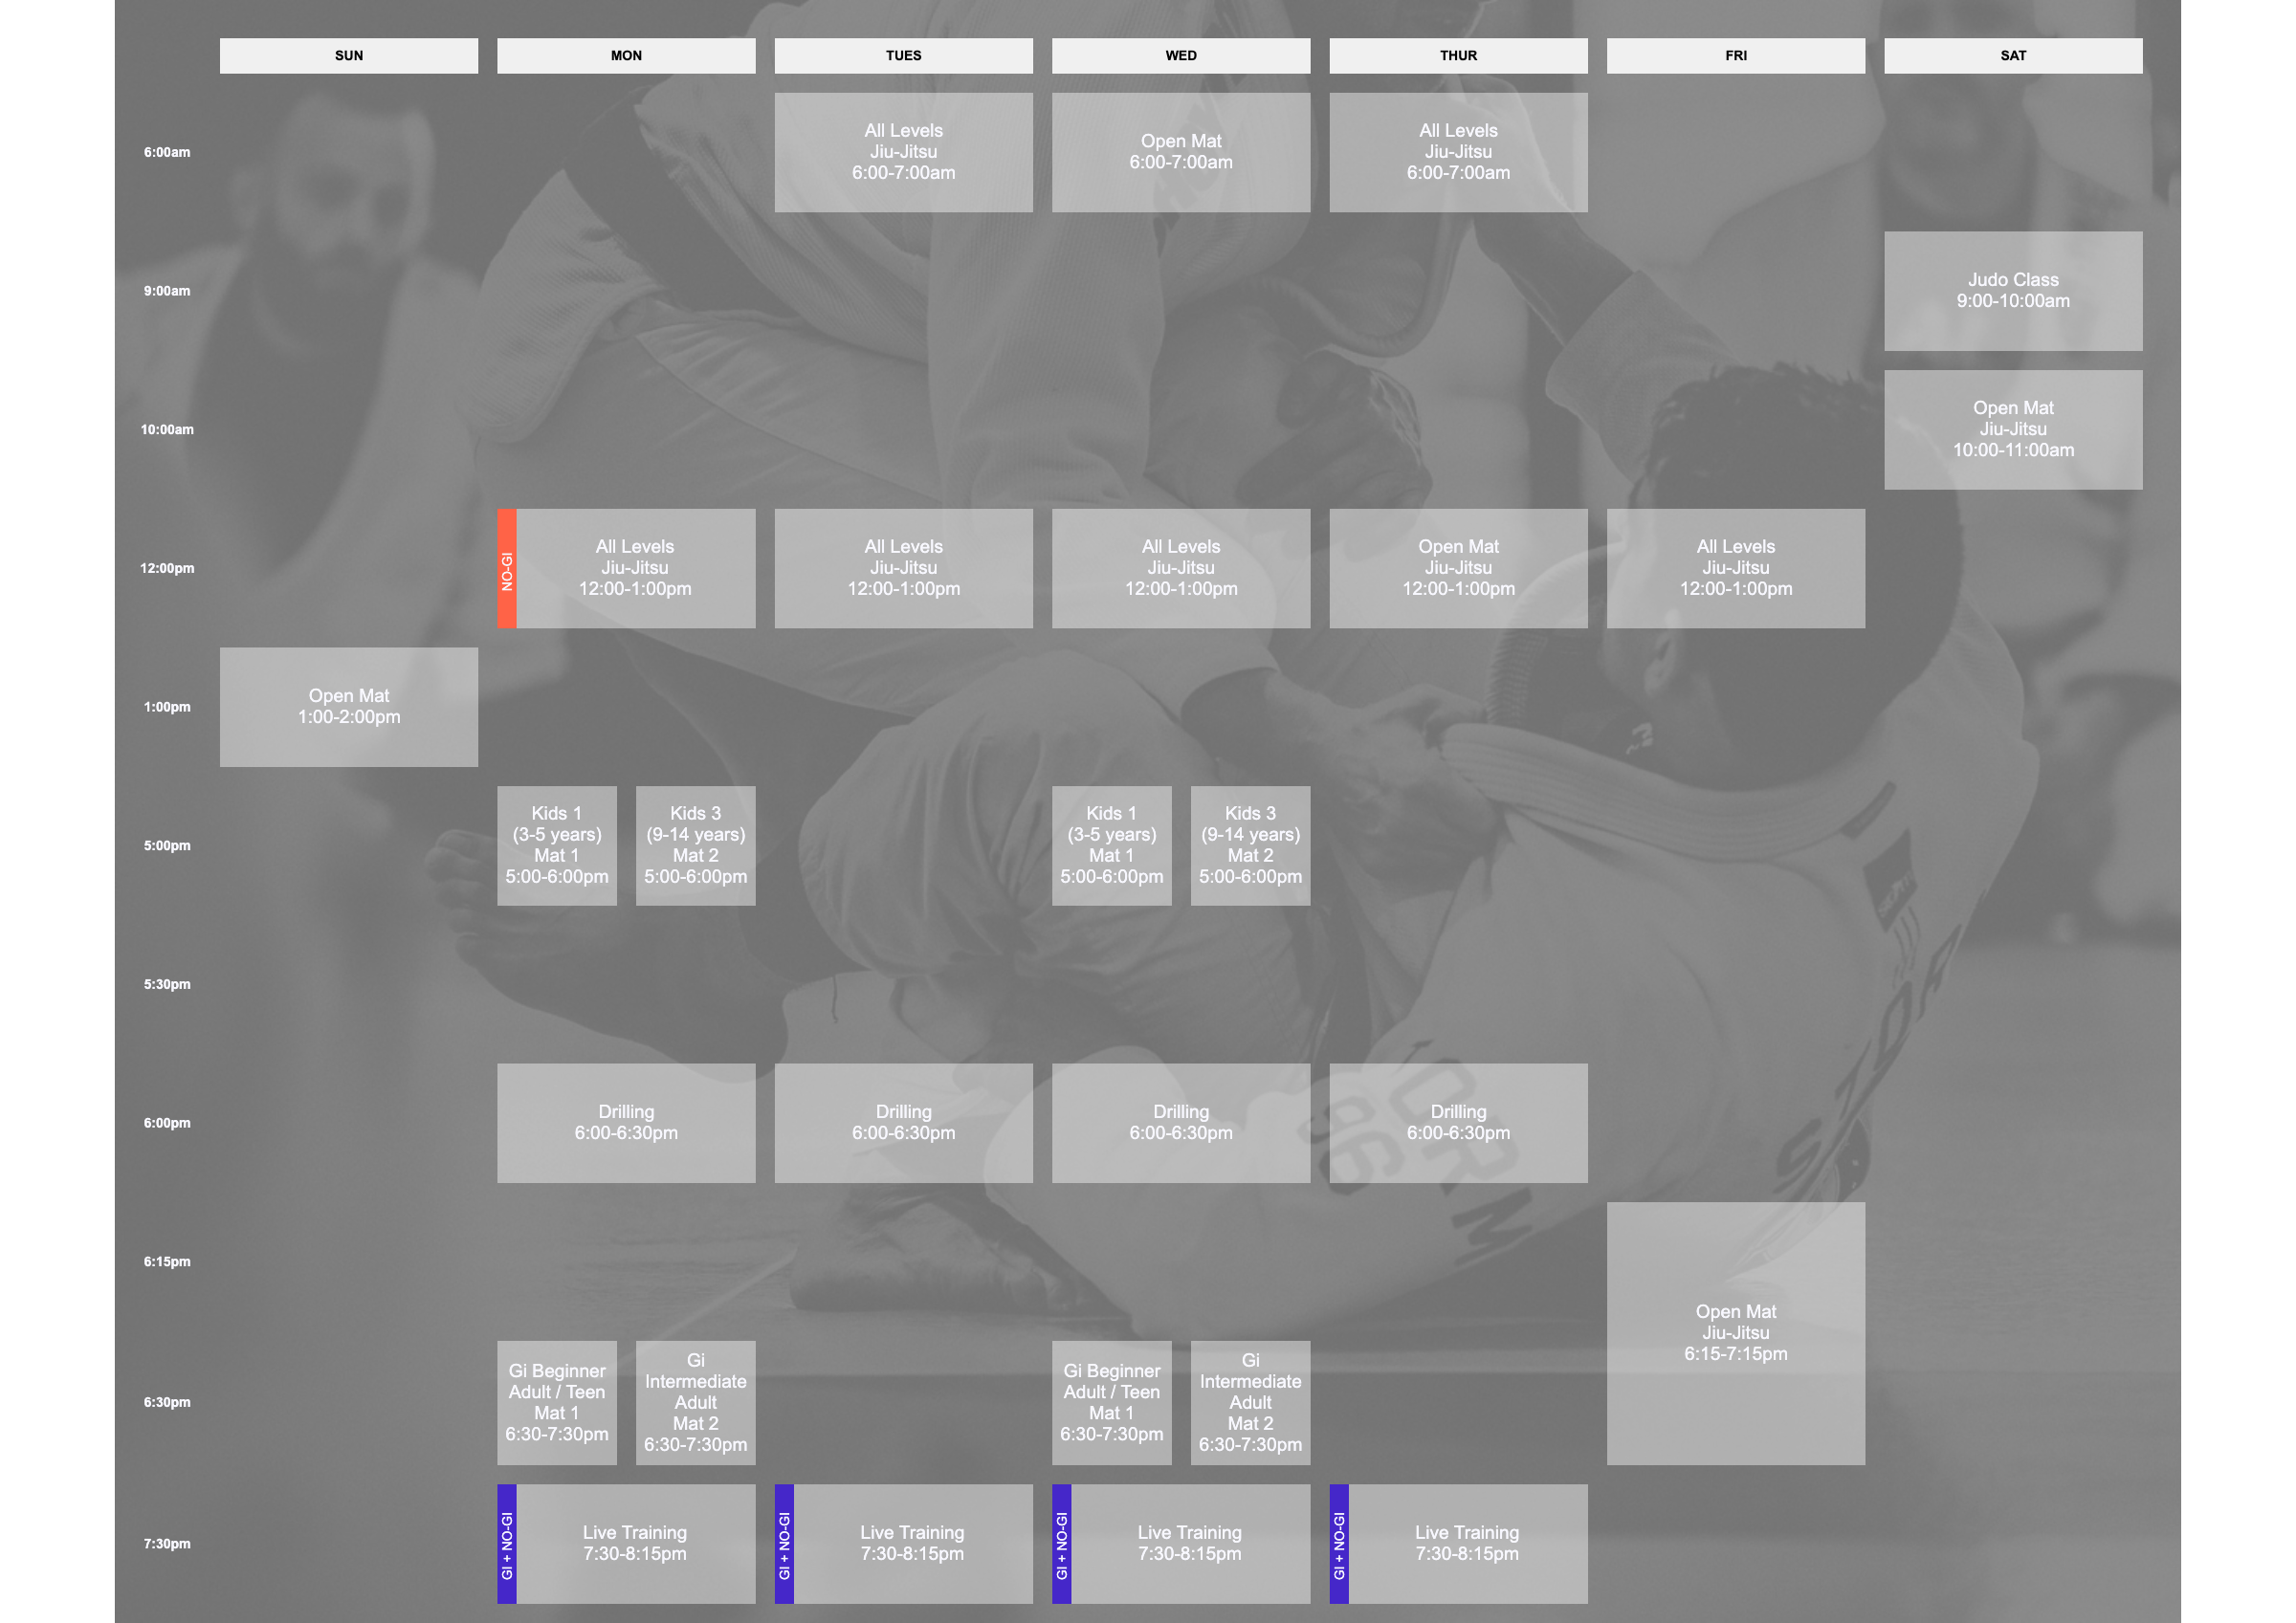 SUN
MON
TUES
WED
THUR
FRI
SAT
6:00am
All Levels
Jiu-Jitsu
6:00-7:00am
Open Mat
6:00-7:00am
All Levels
Jiu-Jitsu
6:00-7:00am
9:00am
Judo Class
9:00-10:00am
10:00am
Open Mat
Jiu-Jitsu
10:00-11:00am
12:00pm
NO-GI
All Levels
Jiu-Jitsu
12:00-1:00pm
All Levels
Jiu-Jitsu
12:00-1:00pm
All Levels
Jiu-Jitsu
12:00-1:00pm
Open Mat
Jiu-Jitsu
12:00-1:00pm
All Levels
Jiu-Jitsu
12:00-1:00pm
1:00pm
Open Mat
1:00-2:00pm
5:00pm
Kids 1
(3-5 years)
Mat 1
5:00-6:00pm
Kids 3
(9-14 years)
Mat 2
5:00-6:00pm
Kids 1
(3-5 years)
Mat 1
5:00-6:00pm
Kids 3
(9-14 years)
Mat 2
5:00-6:00pm
5:30pm
6:00pm
Drilling
6:00-6:30pm
Drilling
6:00-6:30pm
Drilling
6:00-6:30pm
Drilling
6:00-6:30pm
6:15pm
Open Mat
Jiu-Jitsu
6:15-7:15pm
6:30pm
Gi Beginner
Adult / Teen
Mat 1
6:30-7:30pm
Gi
Intermediate
Adult
Mat 2
6:30-7:30pm
Gi Beginner
Adult / Teen
Mat 1
6:30-7:30pm
Gi
Intermediate
Adult
Mat 2
6:30-7:30pm
7:30pm
GI + NO-GI
Live Training
7:30-8:15pm
GI + NO-GI
Live Training
7:30-8:15pm
GI + NO-GI
Live Training
7:30-8:15pm
GI + NO-GI
Live Training
7:30-8:15pm